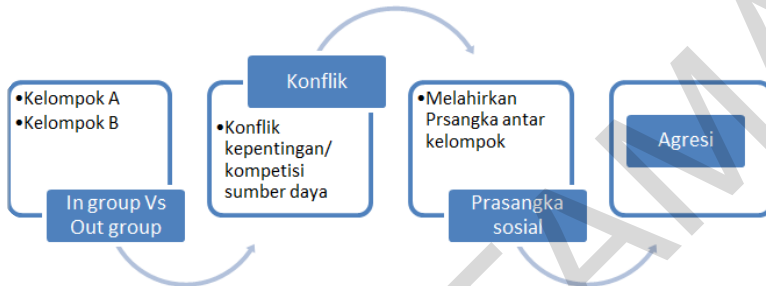 •Kelompok A
•Kelompok B
In group Vs
Out group
Konflik
•Konflik
kepentingan/
kompetisi
sumber daya
•Melahirkan
Prsangka antar
kelompok
Prasangka
sosial
Agresi